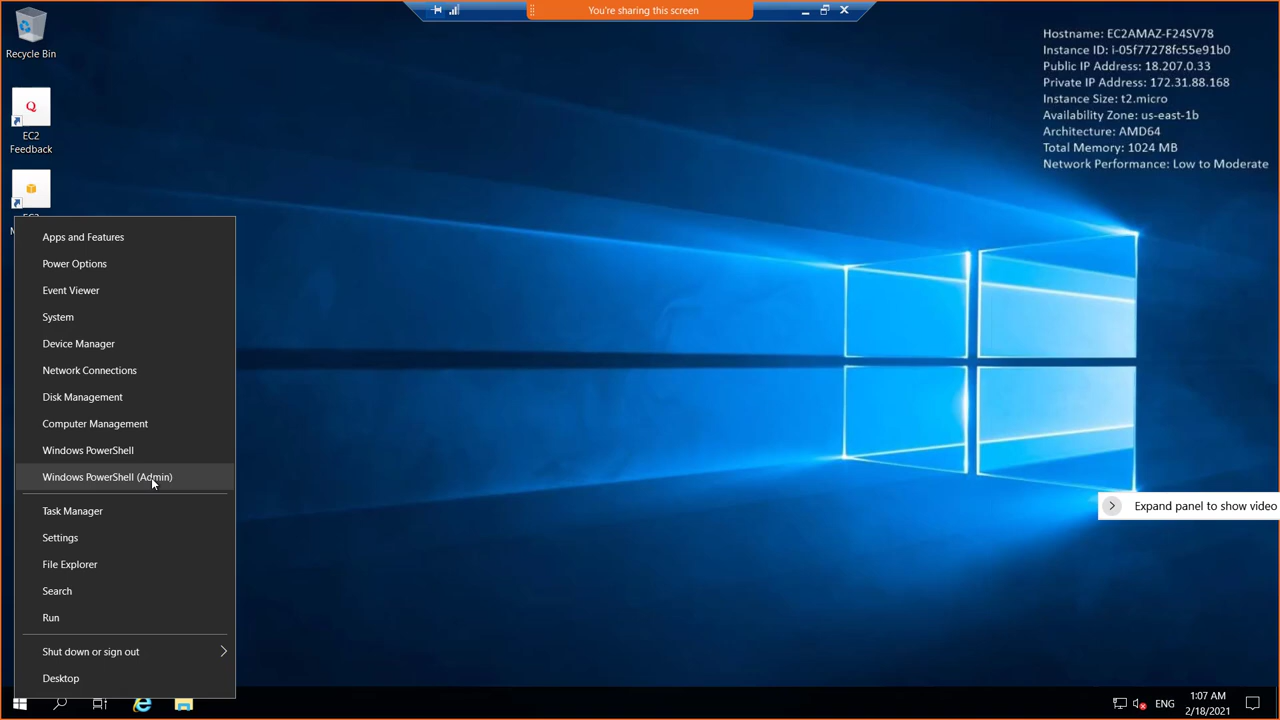 You're sharing this screen
Recycle Bin
Hostname: EC2AMAZ-F24SV78
Instance ID: i-05f77278fc55e91b0
Public IP Address: 18.207.0.33
Private IP Address: 172.31.88.168
Instance Size: t2.micro
Availability Zone: us-east-1b
Architecture: AMD64
Total Memory: 1024 MB
Network Performance: Low to Moderate
Q
EC2
Feedback
Apps and Features
Power Options
Event Viewer
System
Device Manager
Network Connections
Disk Management
Computer Management
Windows PowerShell
Windows PowerShell (Admin)
Task Manager
Settings
File Explorer
Search
Run
Shut down or sign out
Desktop
Expand panel to show video
ENG
1:07 AM
2/18/2021